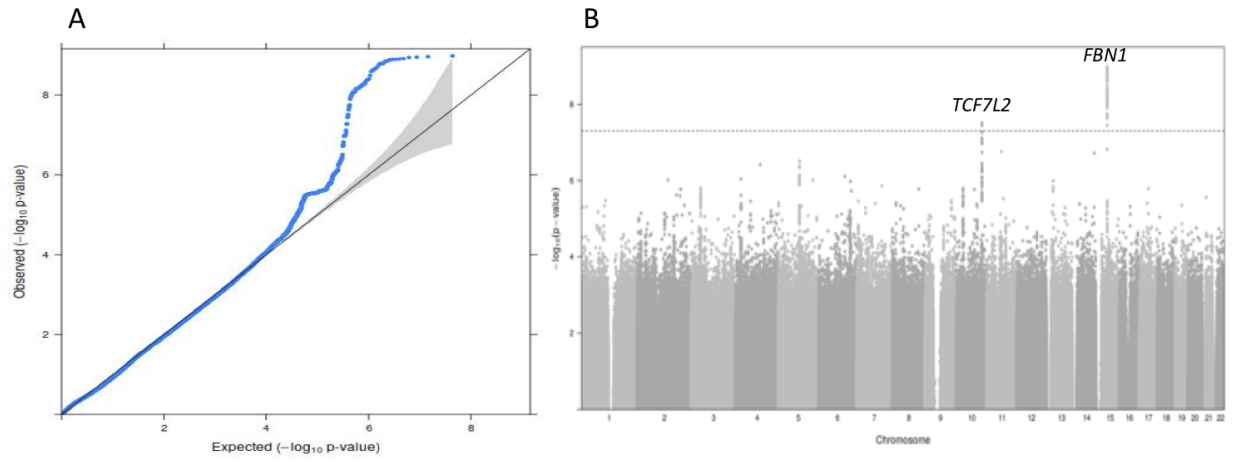 A
B
Observed (−log10 p-value)
8
6
4
2
2
4
6
8
Expected (−log10 p-value)
FBN1
TCF7L2
−log10(p−value)
8
6
4
2
1 2 3 4 5 6 7 8 9 10 11 12 13 14 15 16 17 18 19 20 21 22
Chromosome